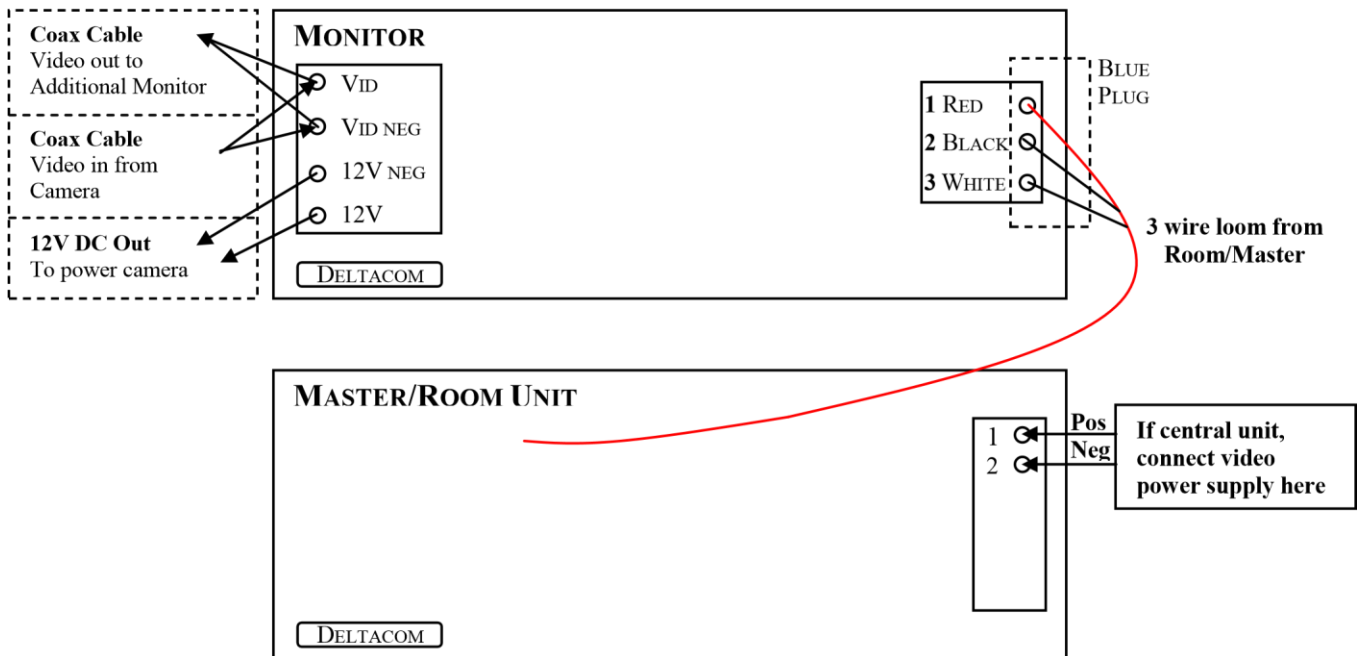 Coax Cable
Video out to
Additional Monitor
Coax Cable
Video in from
Camera
12V DC Out
To power camera
MONITOR
VID
VID NEG
12V NEG
12V
DELTACOM
1 RED
2 BLACK
3 WHITE
BLUE
PLUG
3 wire loom from
Room/Master
MASTER/ROOM UNIT
1
2
Pos
Neg
If central unit,
connect video
power supply here
DELTACOM